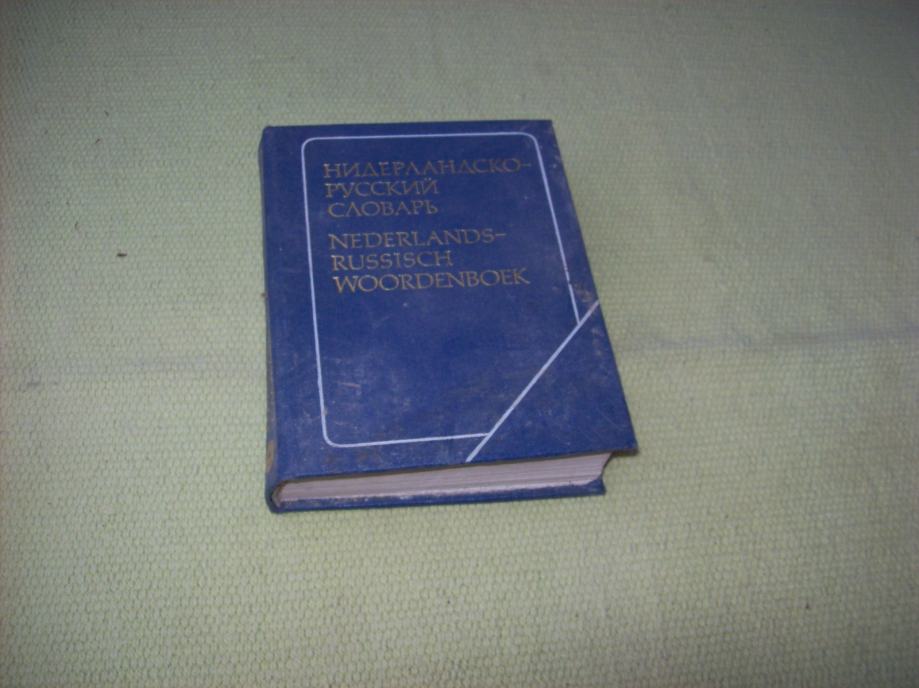 НИДЕРЛАНДСКО-
РУССКИЙ
СЛОВАРЬ
NEDERLANDS-
RUSSISCH
WOORDENBOEK